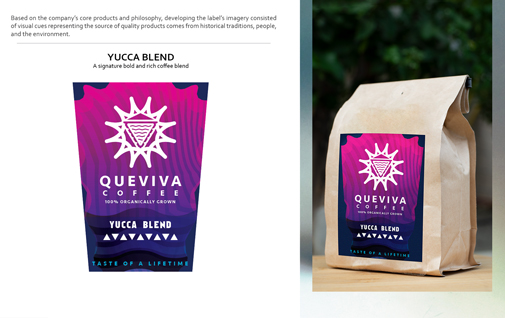 Based on the company's core products and philosophy, developing the label's imagery consisted
of visual cues representing the source of quality products comes from historical traditions, people,
and the environment.
YUCCA BLEND
A signature bold and rich coffee blend
QUEVIVA
COFFEE
100% ORGANICALLY GROWN
YUCCA BLEND
TASTE OF A LIFETIME
QUEVIVA
COFFEE
100% ORGANICALLY GROWN
YUCCA BLEND
TASTE OF A LIFETIME